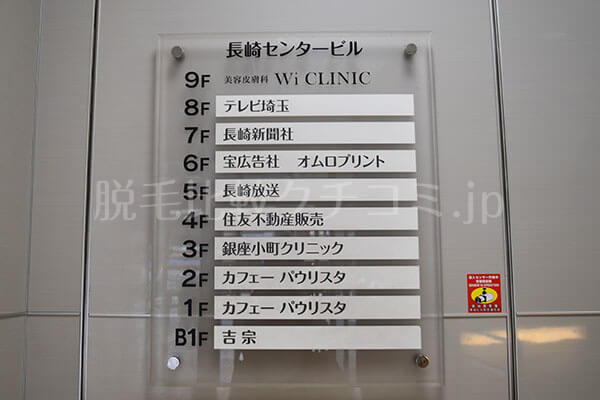 長崎センタービル
9F 美容皮膚科 Wi CLINIC
8F テレビ埼玉
7F 長崎新聞社
6F 宝広告社 オムロプリント
5F 長崎放送
4F 住友不動産販売
3F 銀座小町クリニック
2F カフェー パウリスタ
1F カフェー パウリスタ
B1F 吉宗
脱毛比較クチコミ.jp